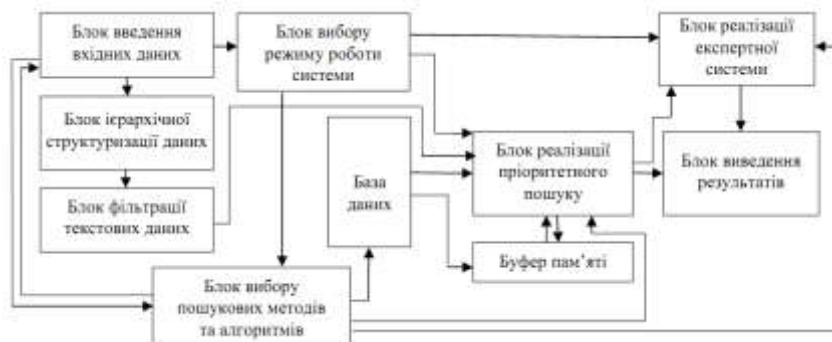 Блок введення
вхідних даних
Блок вибору
режиму роботи
системи
Блок реалізації
експертної
системи
Блок ієрархічної
структуризації даних
База
даних
Блок реалізації
пріоритетного
пошуку
Блок виведення
результатів
Блок фільтрації
текстових даних
Буфер пам’яті
Блок вибору
пошукових методів
та алгоритмів